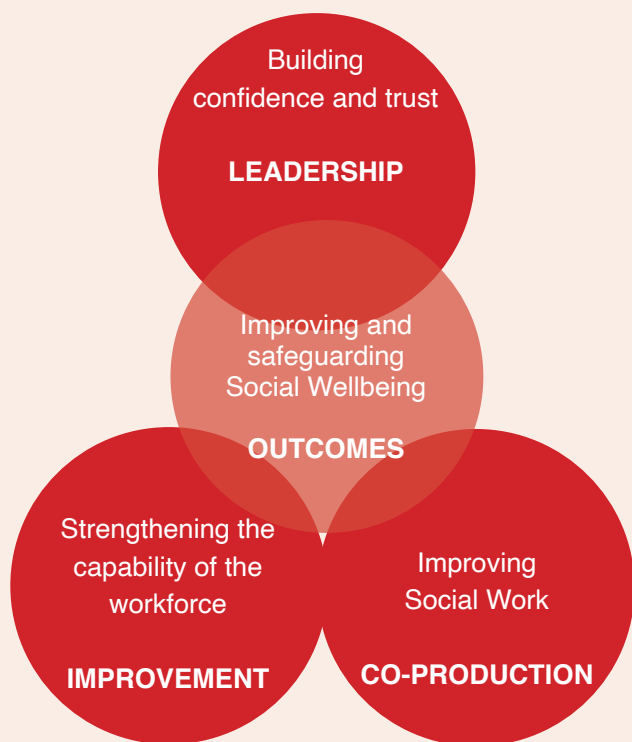 Building
confidence and trust
LEADERSHIP
Improving and
safeguarding
Social Wellbeing
OUTCOMES
Strengthening the
capability of the
workforce
IMPROVEMENT
Improving
Social Work
CO-PRODUCTION